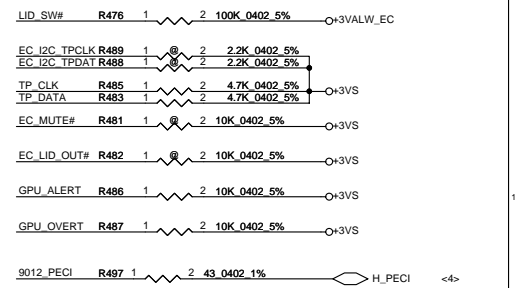 LID_SW# R476 1 2 100K_0402_5% +3VALW_EC
EC_I2C_TPCLK R489 1 @ 2 2.2K_0402_5%
EC_I2C_TPDAT R488 1 @ 2 2.2K_0402_5%
TP_CLK R485 1 2 4.7K_0402_5% +3VS
TP_DATA R483 1 2 4.7K_0402_5%
EC_MUTE# R481 1 @ 2 10K_0402_5% +3VS
EC_LID_OUT# R482 1 @ 2 10K_0402_5% +3VS
GPU_ALERT R486 1 2 10K_0402_5% +3VS
1
GPU_OVERT R487 1 2 10K_0402_5% +3VS
9012_PECI R497 1 2 43_0402_1% H_PECI <4>